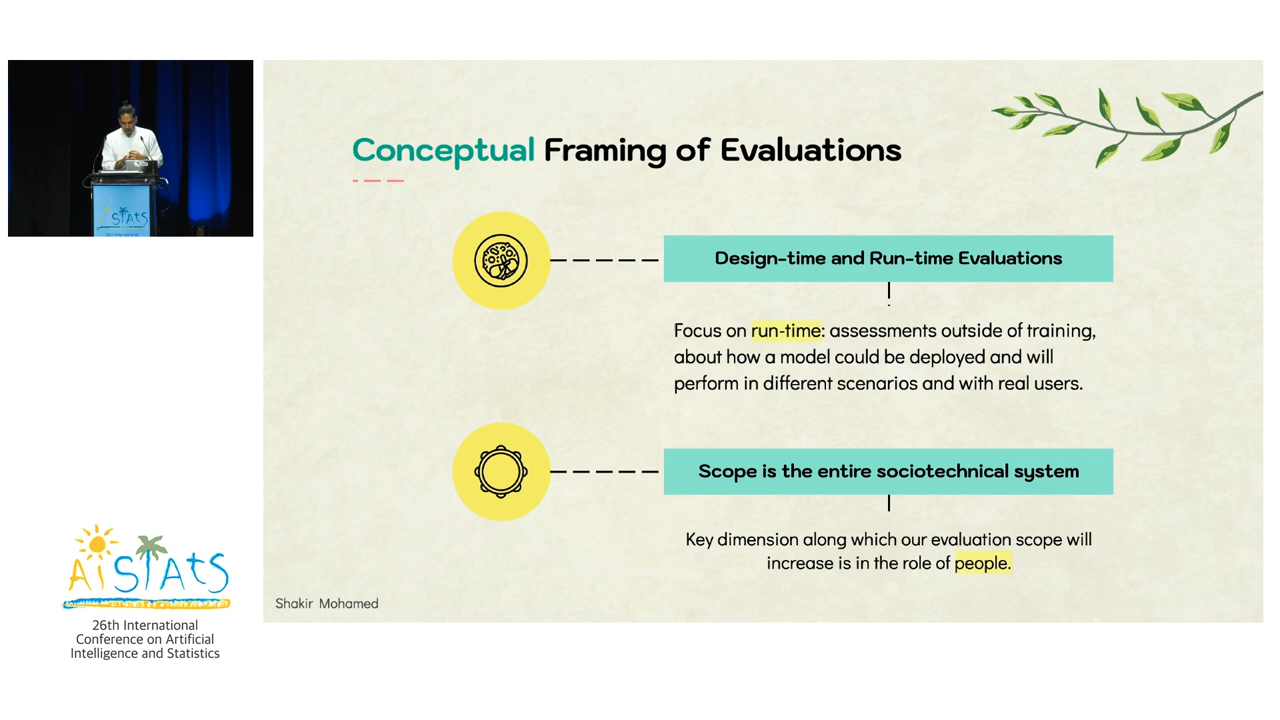 Conceptual Framing of Evaluations
Design-time and Run-time Evaluations
Focus on run-time: assessments outside of training,
about how a model could be deployed and will
perform in different scenarios and with real users.
Scope is the entire sociotechnical system
Key dimension along which our evaluation scope will
increase is in the role of people.
Shakir Mohamed
AiStAtS
26th International
Conference on Artificial
Intelligence and Statistics